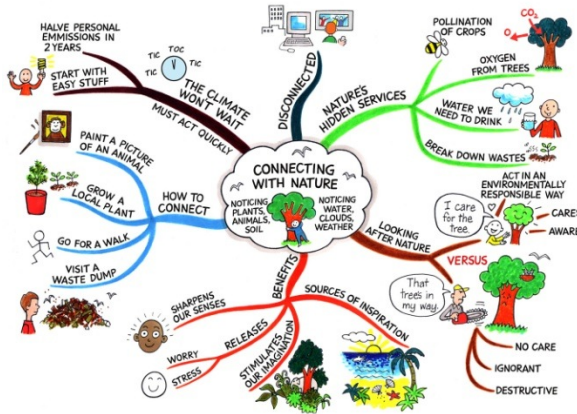 HALVE PERSONAL
EMMISSIONS IN
2 YEARS
START WITH
EASY STUFF
TIC
TOC
TIC
TIC
THE CLIMATE
WON'T WAIT
MUST ACT QUICKLY
DISCONNECTED
NATURE'S
HIDDEN SERVICES
POLLINATION
OF CROPS
OXYGEN
FROM TREES
O
CO2
WATER WE
NEED TO DRINK
BREAK DOWN WASTES
CONNECTING
WITH NATURE
NOTICING
PLANTS,
ANIMALS,
SOIL
NOTICING
WATER,
CLOUDS,
WEATHER
HOW TO
CONNECT
PAINT A PICTURE
OF AN ANIMAL
GROW A
LOCAL PLANT
GO FOR A WALK
VISIT A
WASTE DUMP
LOOKING
AFTER NATURE
ACT IN AN
ENVIRONMENTALLY
RESPONSIBLE WAY
I care
for the
tree.
CARE
AWARE
VERSUS
That
tree's in
my way.
NO CARE
IGNORANT
DESTRUCTIVE
BENEFITS
SHARPENS
OUR SENSES
RELEASES
WORRY
STRESS
STIMULATES
OUR IMAGINATION
SOURCES OF INSPIRATION